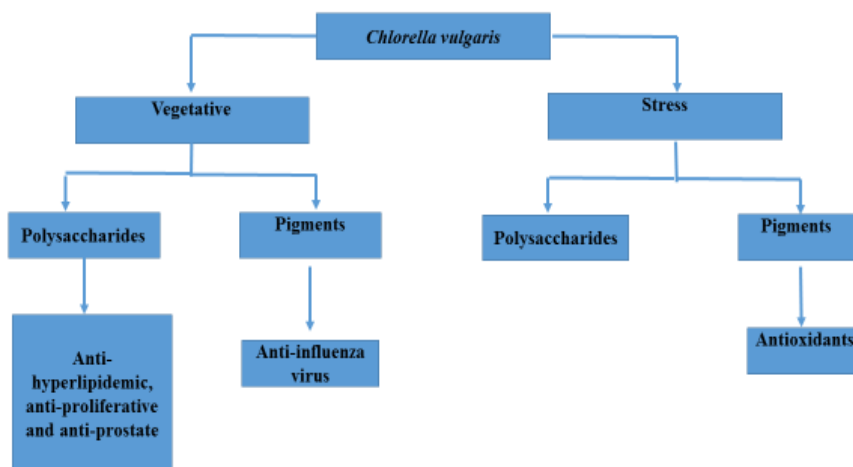 Chlorella vulgaris
Vegetative
Stress
Polysaccharides
Pigments
Polysaccharides
Pigments
Anti-
hyperlipidemic,
anti-proliferative
and anti-prostate
Anti-influenza
virus
Antioxidants